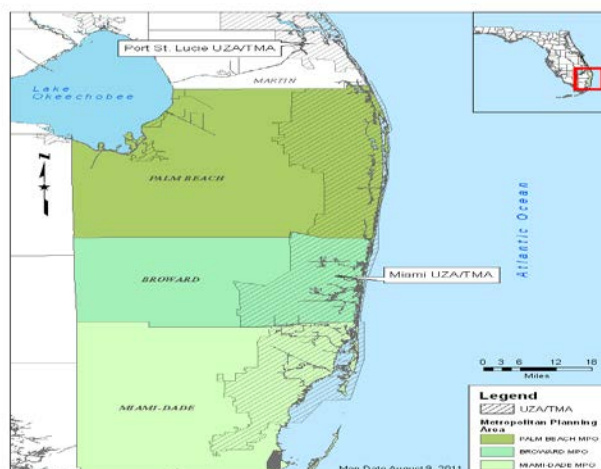 Port St. Lucie UZA/TMA
MARTIN
Lake
Okeechobee
N
PALM BEACH
Atlantic Ocean
BROWARD
Miami UZA/TMA
0 3 6 12 18
Miles
MIAMI-DADE
Legend
UZA/TMA
Metropolitan Planning
Area
PALM BEACH MPO
BROWARD MPO
MIAMI-DADE MPO
Map Date August 9, 2011